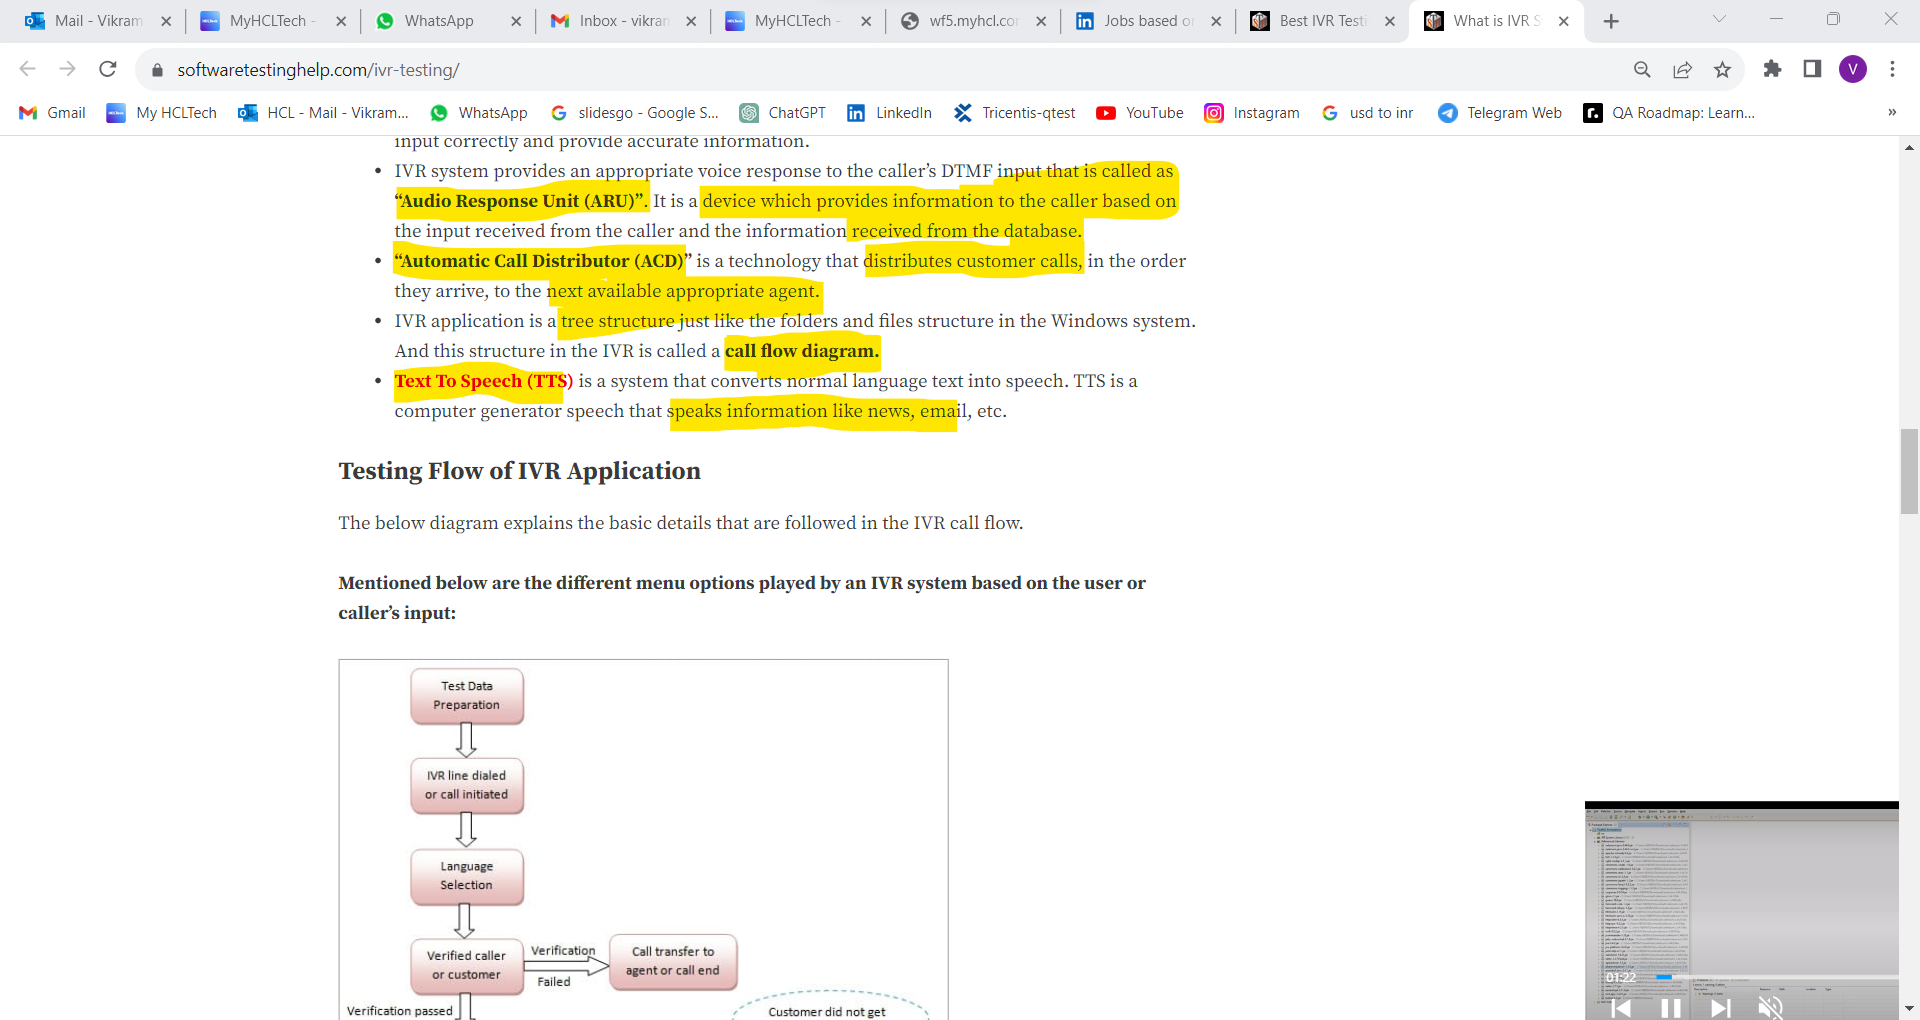 Mail - Vikram
MyHCLTech -
WhatsApp
Inbox - vikran
MyHCLTech -
wf5.myhcl.cor
Jobs based or
Best IVR Testi
What is IVR S
softwaretestinghelp.com/ivr-testing/
V
Gmail
My HCLTech
HCL - Mail - Vikram...
WhatsApp
slidesgo - Google S...
ChatGPT
LinkedIn
Tricentis-qtest
YouTube
Instagram
usd to inr
Telegram Web
QA Roadmap: Learn...
»
input correctly and provide accurate information.
• IVR system provides an appropriate voice response to the caller’s DTMF input that is called as
“Audio Response Unit (ARU)”. It is a device which provides information to the caller based on
the input received from the caller and the information received from the database.
• “Automatic Call Distributor (ACD)” is a technology that distributes customer calls, in the order
they arrive, to the next available appropriate agent.
• IVR application is a tree structure just like the folders and files structure in the Windows system.
And this structure in the IVR is called a call flow diagram.
• Text To Speech (TTS) is a system that converts normal language text into speech. TTS is a
computer generator speech that speaks information like news, email, etc.
Testing Flow of IVR Application
The below diagram explains the basic details that are followed in the IVR call flow.
Mentioned below are the different menu options played by an IVR system based on the user or
caller’s input:
Test Data
Preparation
IVR line dialed
or call initiated
Language
Selection
Verified caller
or customer
Verification
Failed
Call transfer to
agent or call end
Verification passed
Customer did not get
01:22